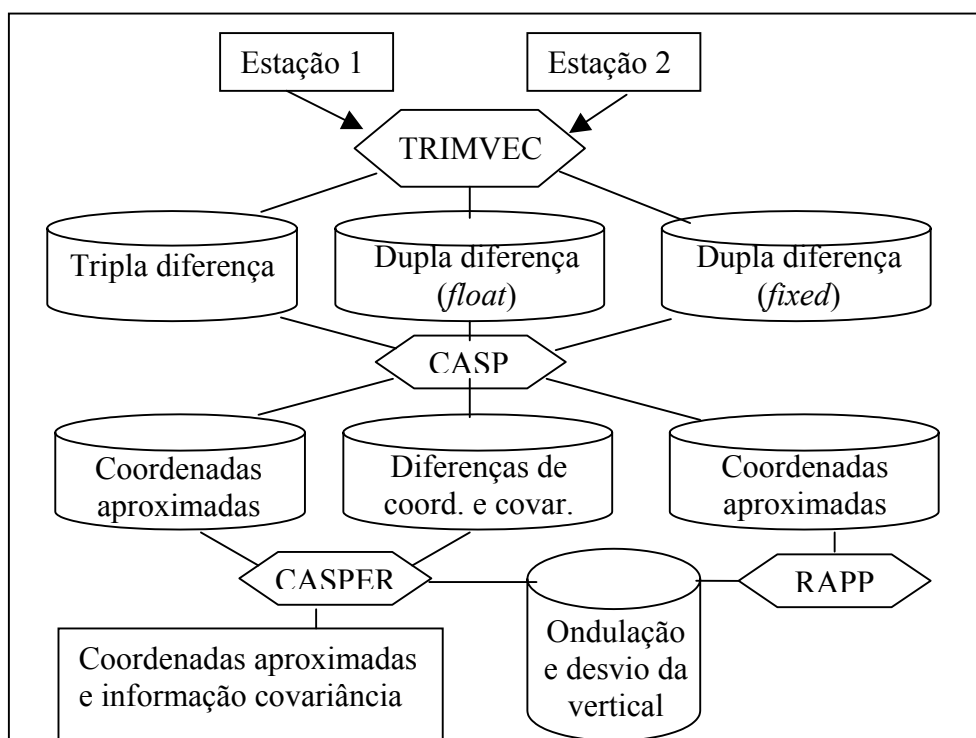 Estação 1
Estação 2
TRIMVEC
Tripla diferença
Dupla diferença
(float)
Dupla diferença
(fixed)
CASP
Coordenadas
aproximadas
Diferenças de
coord. e covar.
Coordenadas
aproximadas
CASPER
RAPP
Ondulação
e desvio da
vertical
Coordenadas aproximadas
e informação covariância